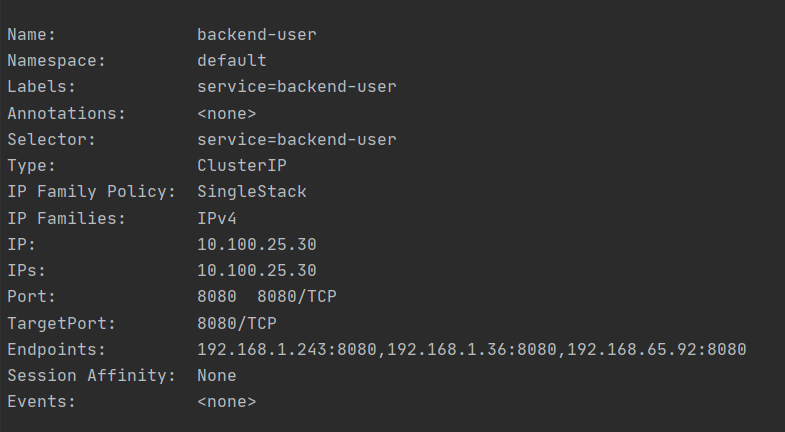 Name:              backend-user
Namespace:         default
Labels:            service=backend-user
Annotations:       <none>
Selector:          service=backend-user
Type:              ClusterIP
IP Family Policy:  SingleStack
IP Families:       IPv4
IP:                10.100.25.30
IPs:               10.100.25.30
Port:              8080  8080/TCP
TargetPort:        8080/TCP
Endpoints:         192.168.1.243:8080,192.168.1.36:8080,192.168.65.92:8080
Session Affinity:  None
Events:            <none>